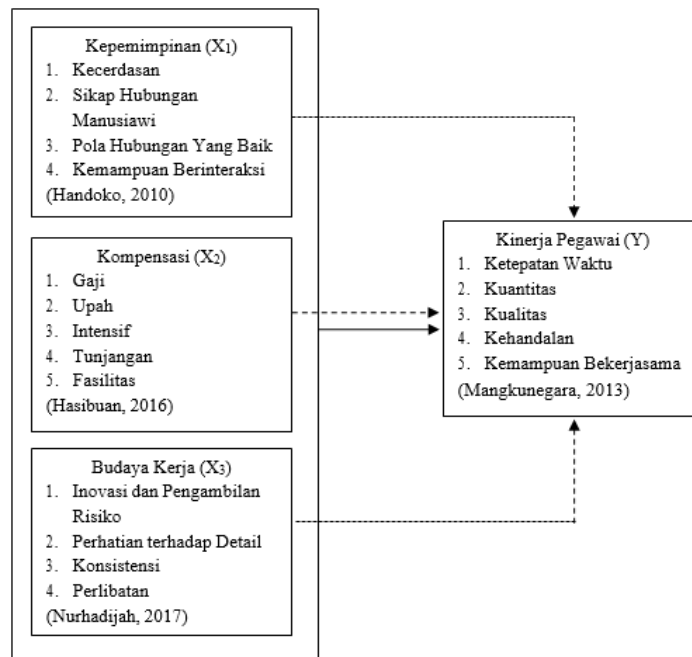 Kepemimpinan (X₁)
1. Kecerdasan
2. Sikap Hubungan
Manusiawi
3. Pola Hubungan Yang Baik
4. Kemampuan Berinteraksi
(Handoko, 2010)
Kompensasi (X₂)
1. Gaji
2. Upah
3. Intensif
4. Tunjangan
5. Fasilitas
(Hasibuan, 2016)
Budaya Kerja (X₃)
1. Inovasi dan Pengambilan
Risiko
2. Perhatian terhadap Detail
3. Konsistensi
4. Perlibatan
(Nurhadijah, 2017)
Kinerja Pegawai (Y)
1. Ketepatan Waktu
2. Kuantitas
3. Kualitas
4. Kehandalan
5. Kemampuan Bekerjasama
(Mangkunegara, 2013)